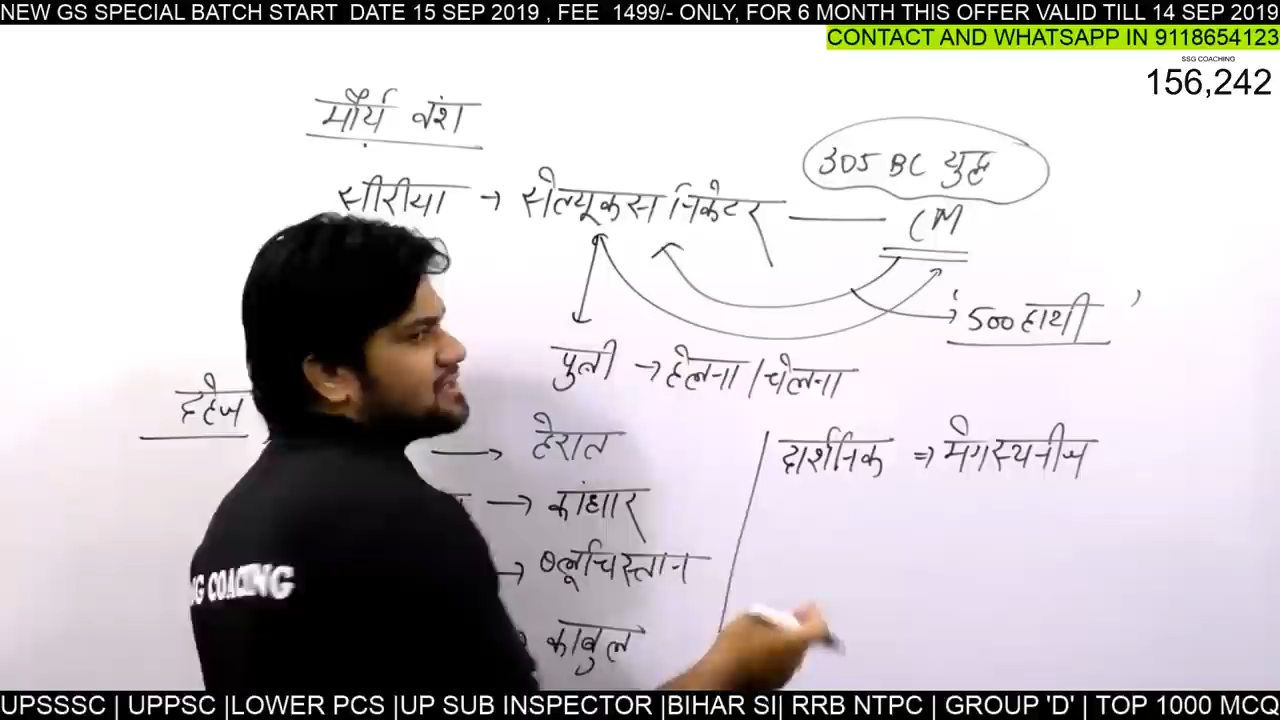 NEW GS SPECIAL BATCH START DATE 15 SEP 2019 , FEE 1499/- ONLY, FOR 6 MONTH THIS OFFER VALID TILL 14 SEP 2019
CONTACT AND WHATSAPP IN 9118654123
SSG COACHING
156,242
मौर्य वंश
305 BC युद्ध
सीरीया → सेल्यूकस निकेटर — CM
'500 हाथी'
पुत्री → हेलना / चेलना
दहेज
→ हेरात
दार्शनिक ⇒ मेगस्थनीज
→ कांधार
→ बलूचिस्तान
काबुल
G COACHING
UPSSSC | UPPSC |LOWER PCS |UP SUB INSPECTOR |BIHAR SI| RRB NTPC | GROUP 'D' | TOP 1000 MCQ